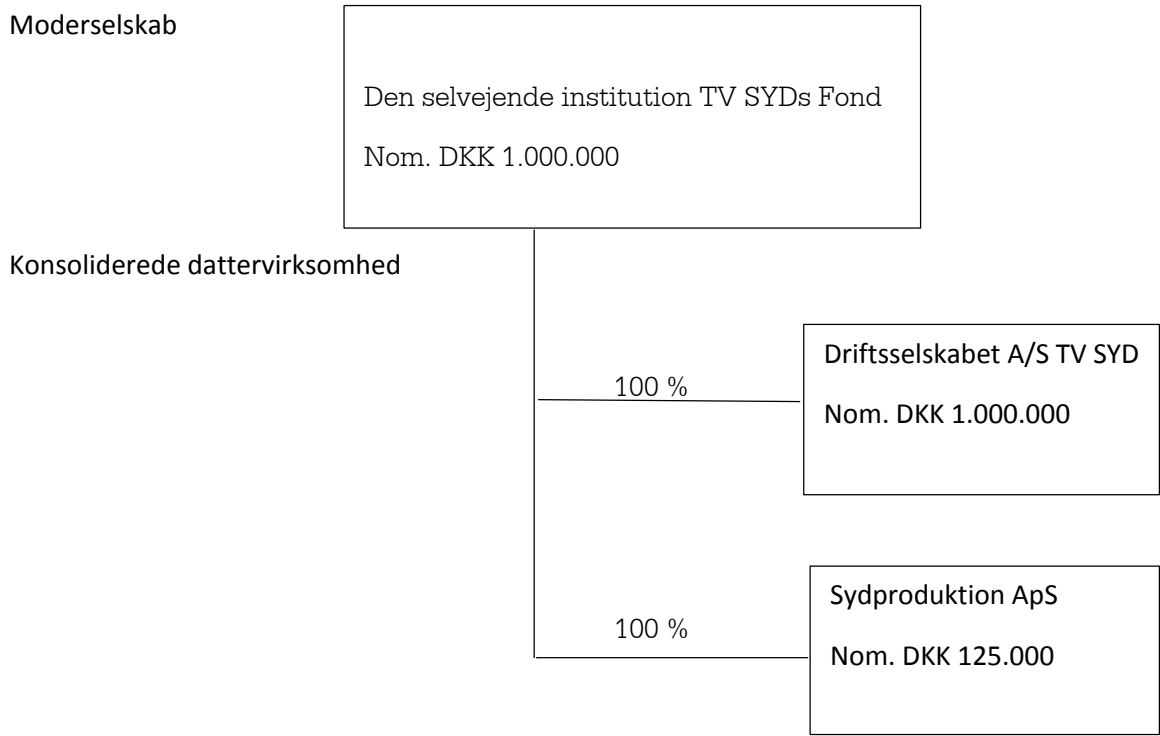 Moderselskab
Den selvejende institution TV SYDs Fond
Nom. DKK 1.000.000
Konsoliderede dattervirksomhed
Driftsselskabet A/S TV SYD
100 %
Nom. DKK 1.000.000
Sydproduktion ApS
100 %
Nom. DKK 125.000